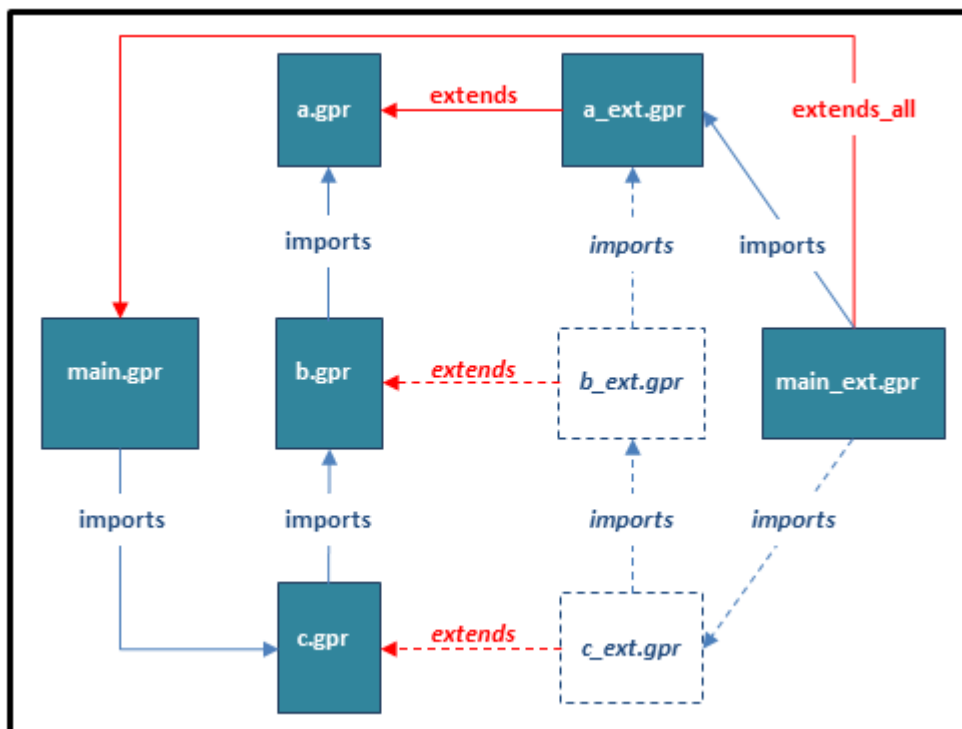 a.gpr
extends
a_ext.gpr
extends_all
imports
imports
imports
main.gpr
b.gpr
extends
b_ext.gpr
main_ext.gpr
imports
imports
imports
imports
c.gpr
extends
c_ext.gpr